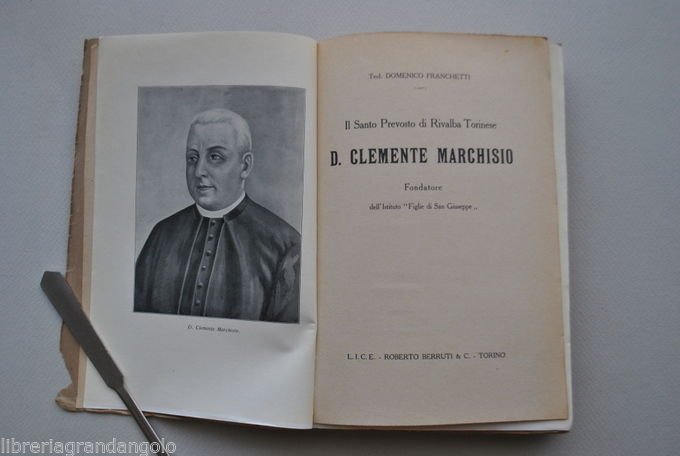 D. Clemente Marchisio.
Teol. DOMENICO FRANCHETTI
Il Santo Prevosto di Rivalba Torinese
D. CLEMENTE MARCHISIO
Fondatore
dell'Istituto "Figlie di San Giuseppe„
L.I.C.E. - ROBERTO BERRUTI & C. - TORINO
libreriagrandangolo